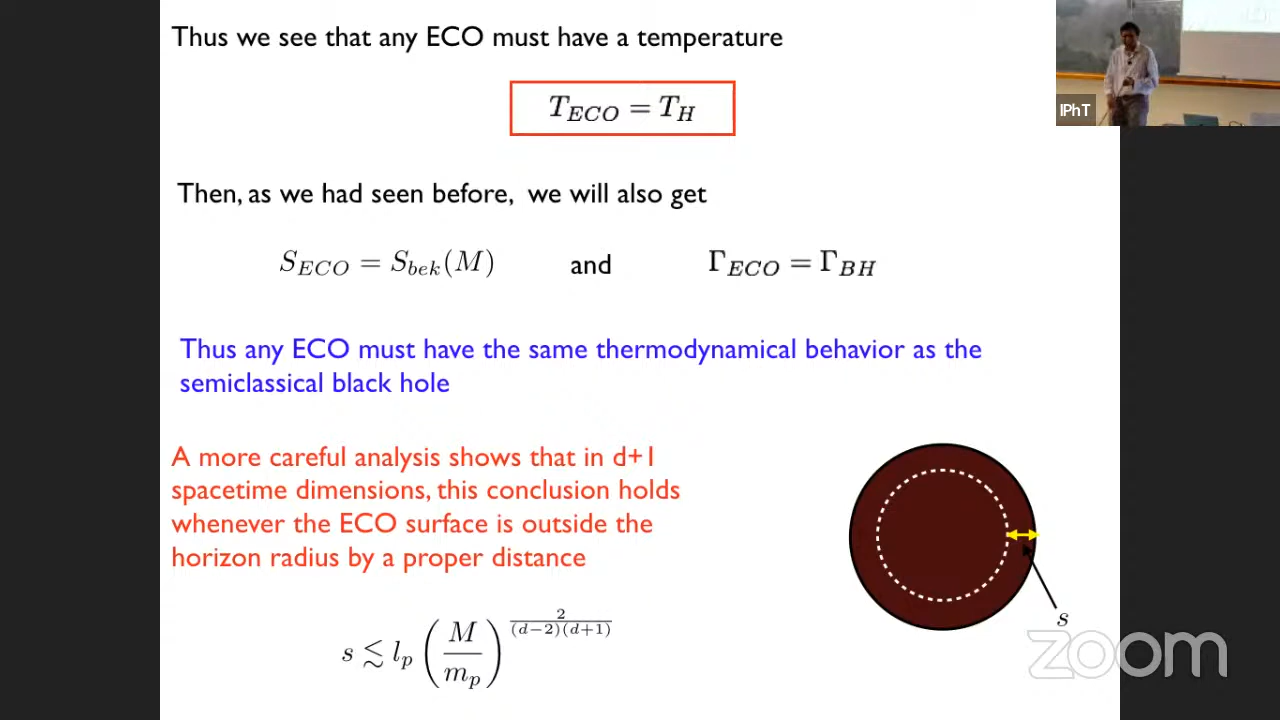 Thus we see that any ECO must have a temperature
T_{ECO} = T_H
IPhT
Then, as we had seen before, we will also get
S_{ECO} = S_{bek}(M) and Γ_{ECO} = Γ_{BH}
Thus any ECO must have the same thermodynamical behavior as the
semiclassical black hole
A more careful analysis shows that in d+1
spacetime dimensions, this conclusion holds
whenever the ECO surface is outside the
horizon radius by a proper distance
s ≲ l_p (M/m_p)^{2/((d−2)(d+1))}
s
zoom